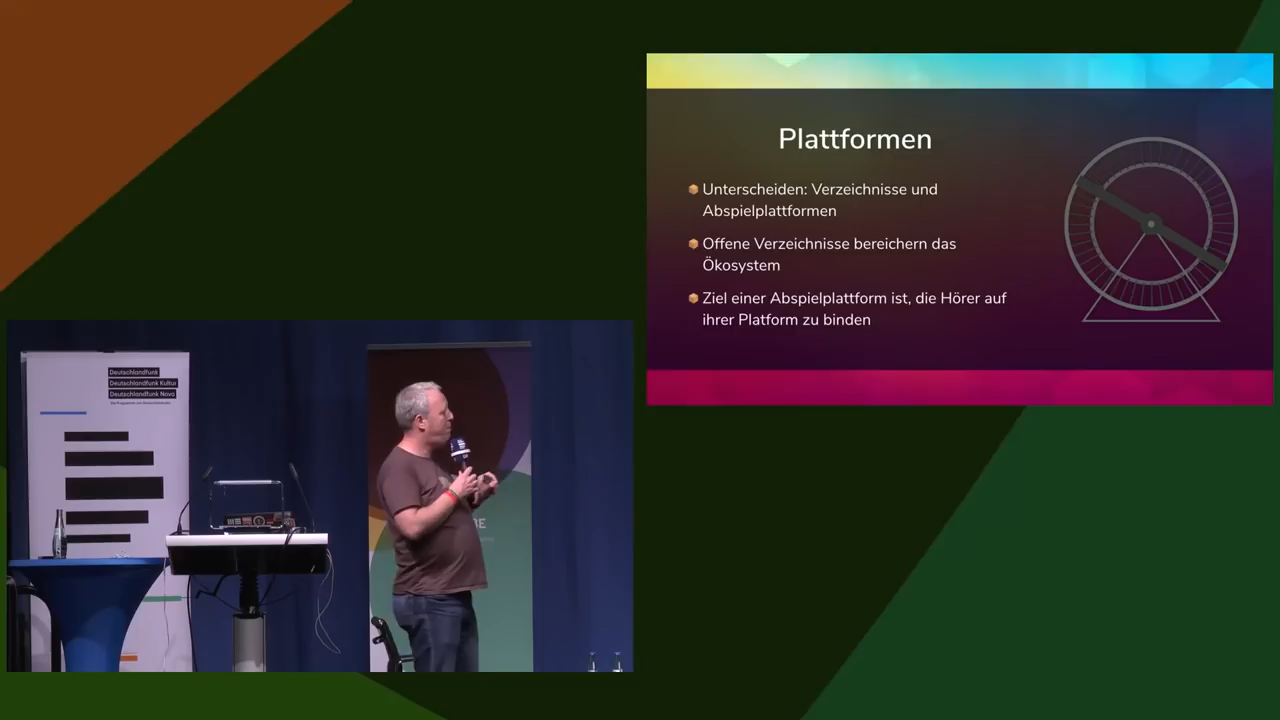 Plattformen
Unterscheiden: Verzeichnisse und
Abspielplattformen
Offene Verzeichnisse bereichern das
Ökosystem
Ziel einer Abspielplattform ist, die Hörer auf
ihrer Platform zu binden
Deutschlandfunk
Deutschlandfunk Kultur
Deutschlandfunk Nova